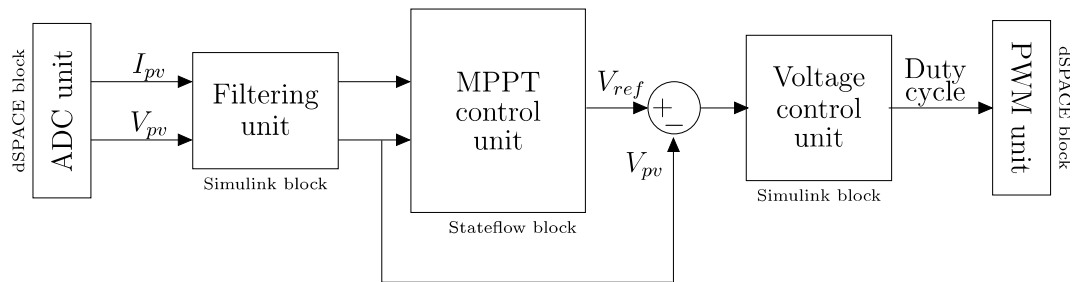 dSPACE block
ADC unit
I_pv
V_pv
Filtering
unit
Simulink block
MPPT
control
unit
Stateflow block
V_ref
+
−
V_pv
Voltage
control
unit
Simulink block
Duty
cycle
PWM unit
dSPACE block